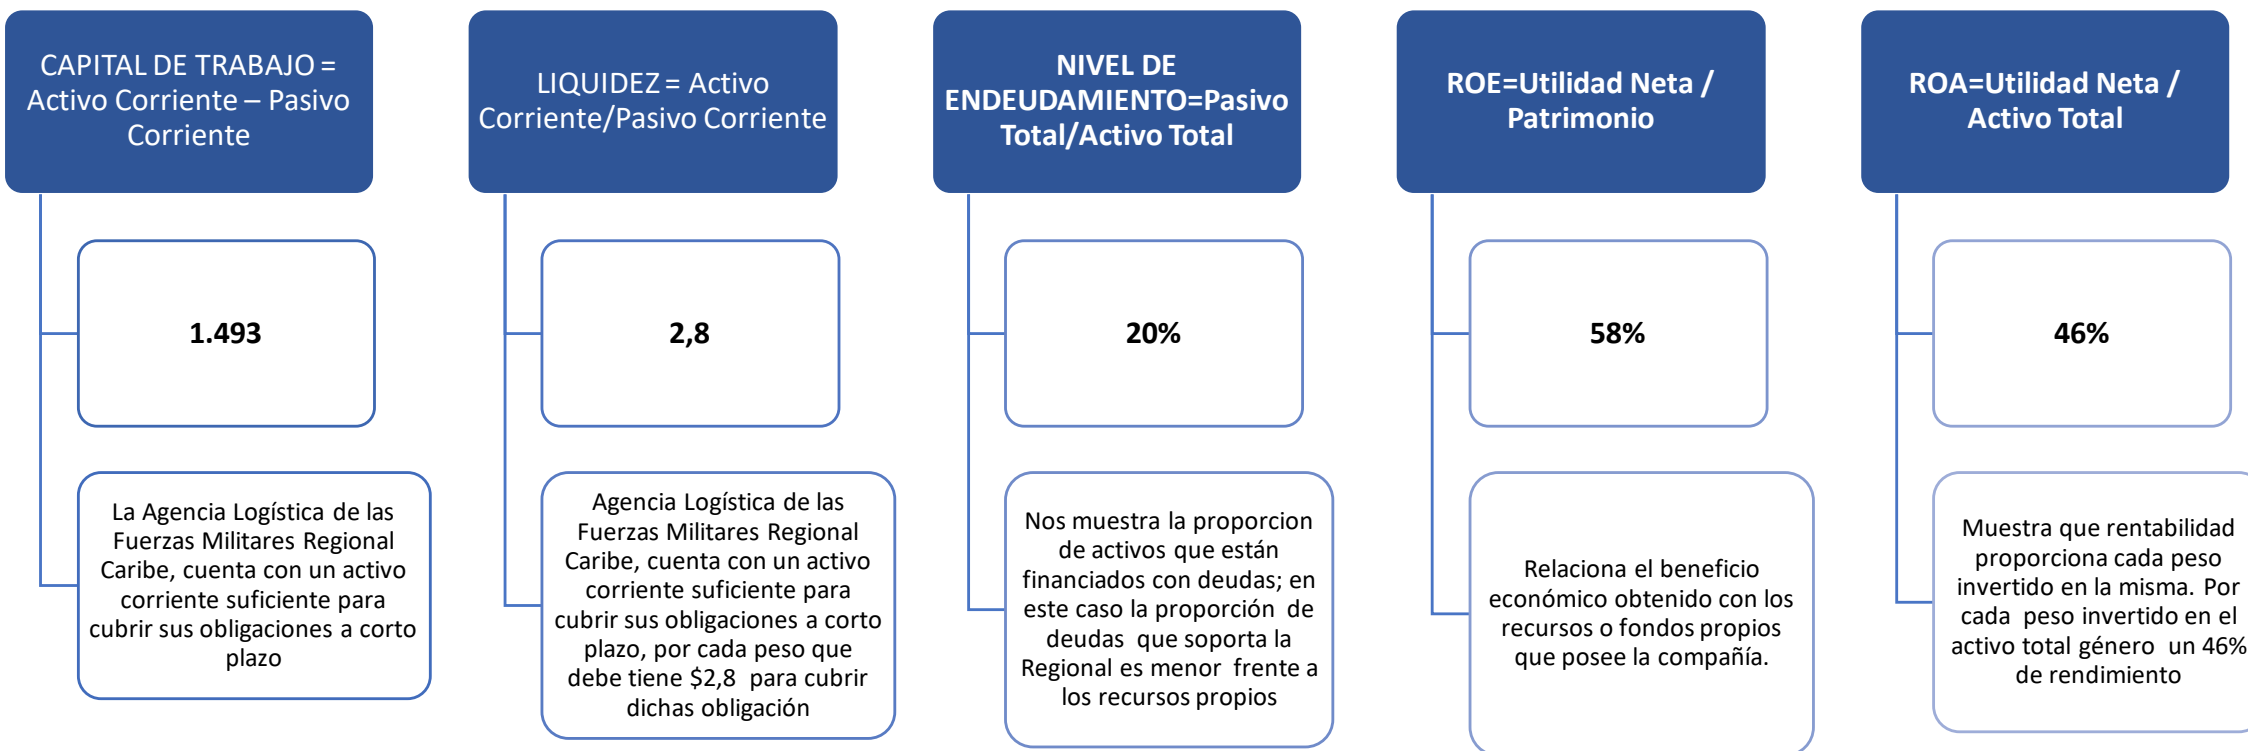 CAPITAL DE TRABAJO =
Activo Corriente – Pasivo
Corriente
1.493
La Agencia Logística de las
Fuerzas Militares Regional
Caribe, cuenta con un activo
corriente suficiente para
cubrir sus obligaciones a corto
plazo
LIQUIDEZ = Activo
Corriente/Pasivo Corriente
2,8
Agencia Logística de las
Fuerzas Militares Regional
Caribe, cuenta con un activo
corriente suficiente para
cubrir sus obligaciones a corto
plazo, por cada peso que
debe tiene $2,8 para cubrir
dichas obligación
NIVEL DE
ENDEUDAMIENTO=Pasivo
Total/Activo Total
20%
Nos muestra la proporcion
de activos que están
financiados con deudas; en
este caso la proporción de
deudas que soporta la
Regional es menor frente a
los recursos propios
ROE=Utilidad Neta /
Patrimonio
58%
Relaciona el beneficio
económico obtenido con los
recursos o fondos propios
que posee la compañía.
ROA=Utilidad Neta /
Activo Total
46%
Muestra que rentabilidad
proporciona cada peso
invertido en la misma. Por
cada peso invertido en el
activo total género un 46%
de rendimiento